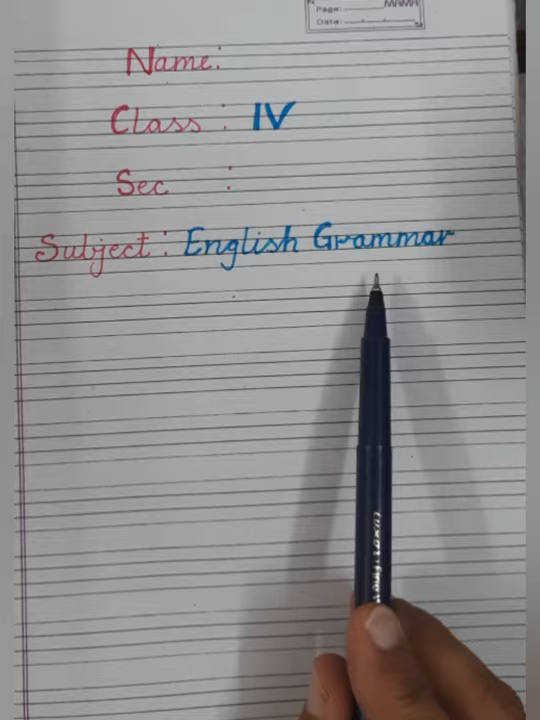 Page:
Date:
Name:
Class : IV
Sec :
Subject : English Grammar